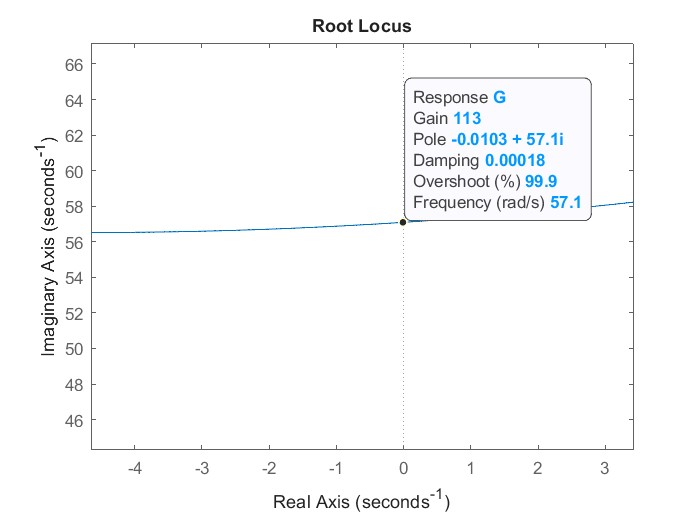 Root Locus
66
64
62
60
58
56
54
52
50
48
46
Imaginary Axis (seconds-1)
Response G
Gain 113
Pole -0.0103 + 57.1i
Damping 0.00018
Overshoot (%) 99.9
Frequency (rad/s) 57.1
-4 -3 -2 -1 0 1 2 3
Real Axis (seconds-1)